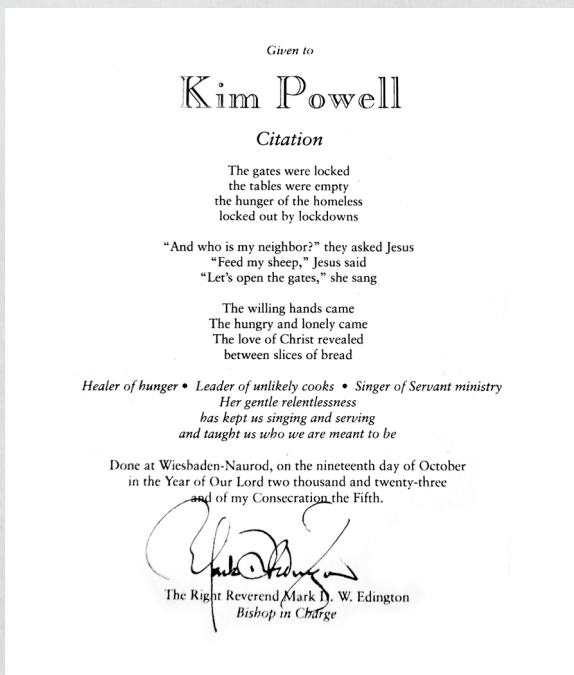 Given to
Kim Powell
Citation
The gates were locked
the tables were empty
the hunger of the homeless
locked out by lockdowns
“And who is my neighbor?” they asked Jesus
“Feed my sheep,” Jesus said
“Let’s open the gates,” she sang
The willing hands came
The hungry and lonely came
The love of Christ revealed
between slices of bread
Healer of hunger • Leader of unlikely cooks • Singer of Servant ministry
Her gentle relentlessness
has kept us singing and serving
and taught us who we are meant to be
Done at Wiesbaden-Naurod, on the nineteenth day of October
in the Year of Our Lord two thousand and twenty-three
and of my Consecration the Fifth.
The Right Reverend Mark D. W. Edington
Bishop in Charge